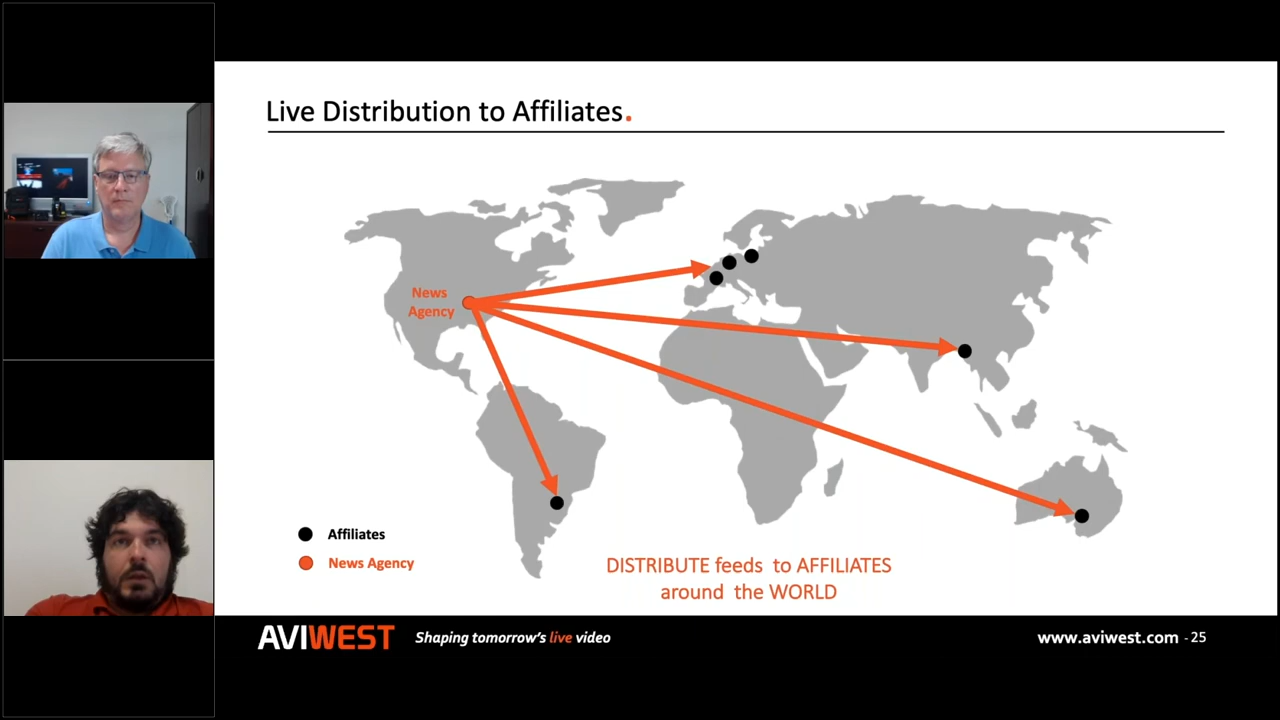 Live Distribution to Affiliates.
News
Agency
Affiliates
News Agency
DISTRIBUTE feeds to AFFILIATES
around the WORLD
AVIWEST Shaping tomorrow's live video
www.aviwest.com - 25